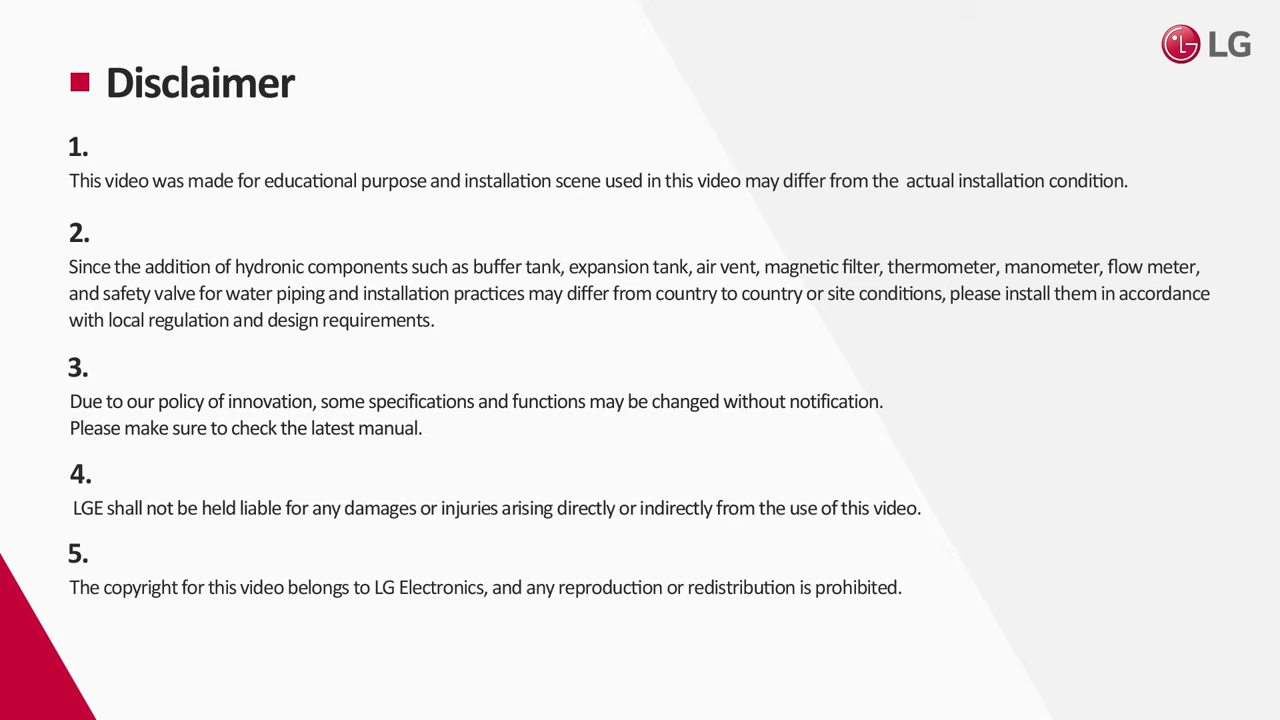 LG
Disclaimer
1.
This video was made for educational purpose and installation scene used in this video may differ from the actual installation condition.
2.
Since the addition of hydronic components such as buffer tank, expansion tank, air vent, magnetic filter, thermometer, manometer, flow meter,
and safety valve for water piping and installation practices may differ from country to country or site conditions, please install them in accordance
with local regulation and design requirements.
3.
Due to our policy of innovation, some specifications and functions may be changed without notification.
Please make sure to check the latest manual.
4.
LGE shall not be held liable for any damages or injuries arising directly or indirectly from the use of this video.
5.
The copyright for this video belongs to LG Electronics, and any reproduction or redistribution is prohibited.